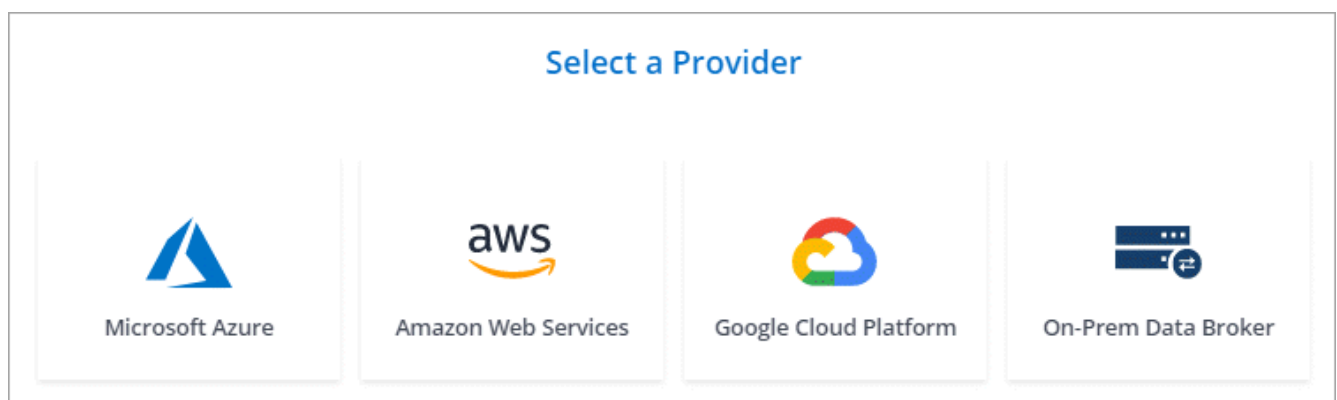 Select a Provider
aws
Microsoft Azure
Amazon Web Services
Google Cloud Platform
On-Prem Data Broker